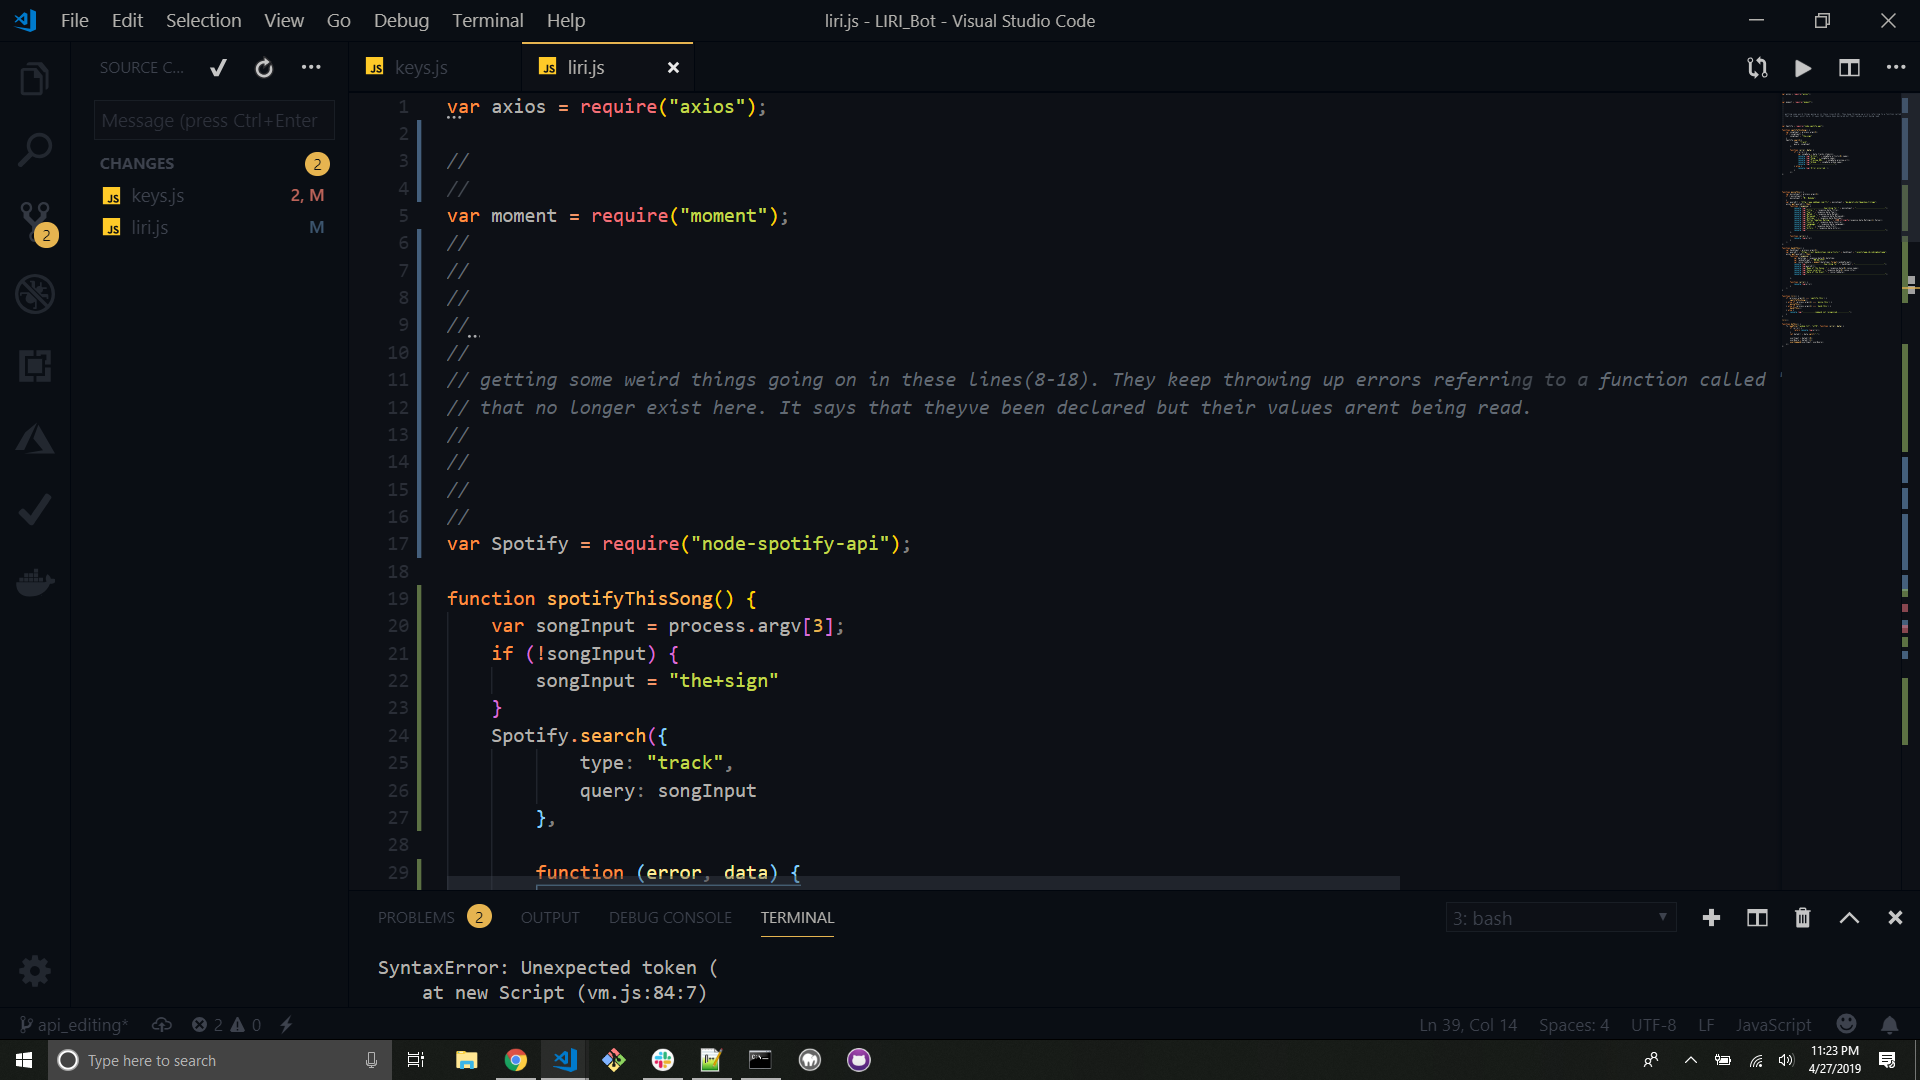 File Edit Selection View Go Debug Terminal Help
liri.js - LIRI_Bot - Visual Studio Code
SOURCE C...
JS keys.js
JS liri.js
Message (press Ctrl+Enter
CHANGES 2
JS keys.js 2, M
JS liri.js M
2
1 var axios = require("axios");
2
3 //
4 //
5 var moment = require("moment");
6 //
7 //
8 //
9 //
10 //
11 // getting some weird things going on in these lines(8-18). They keep throwing up errors referring to a function called "
12 // that no longer exist here. It says that theyve been declared but their values arent being read.
13 //
14 //
15 //
16 //
17 var Spotify = require("node-spotify-api");
18
19 function spotifyThisSong() {
20 var songInput = process.argv[3];
21 if (!songInput) {
22 songInput = "the+sign"
23 }
24 Spotify.search({
25 type: "track",
26 query: songInput
27 },
28
29 function (error, data) {
PROBLEMS 2 OUTPUT DEBUG CONSOLE TERMINAL
3: bash
SyntaxError: Unexpected token (
at new Script (vm.js:84:7)
api_editing* 2 0
Ln 39, Col 14 Spaces: 4 UTF-8 LF JavaScript
Type here to search
11:23 PM
4/27/2019